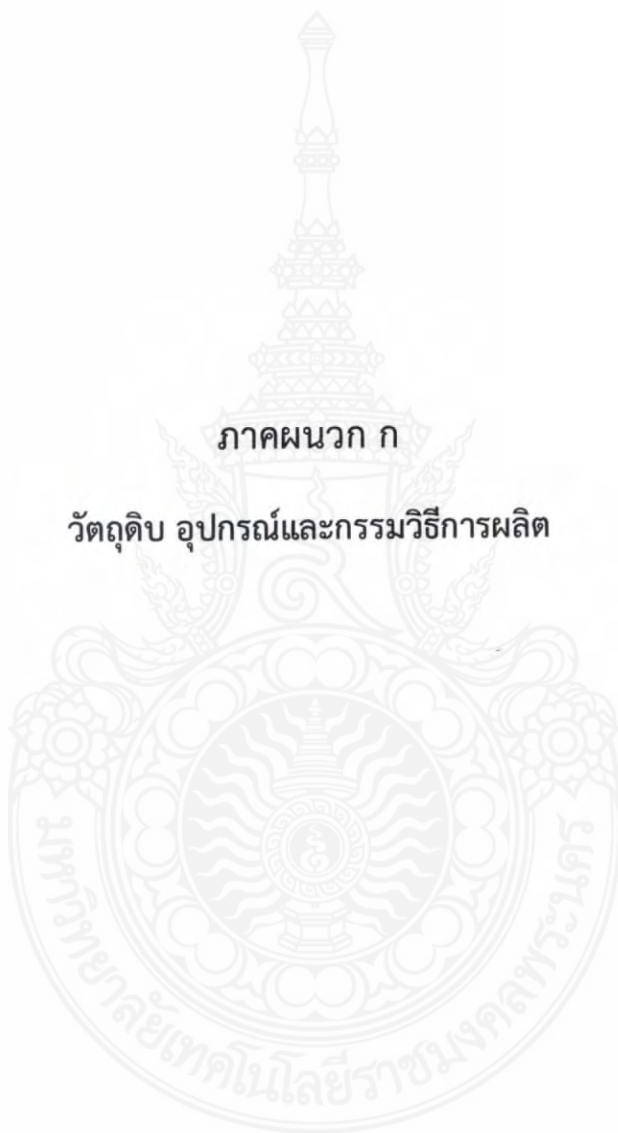 ภาคผนวก ก
วัตถุดิบ อุปกรณ์และกรรมวิธีการผลิต
มหาวิทยาลัยเทคโนโลยีราชมงคลพระนคร